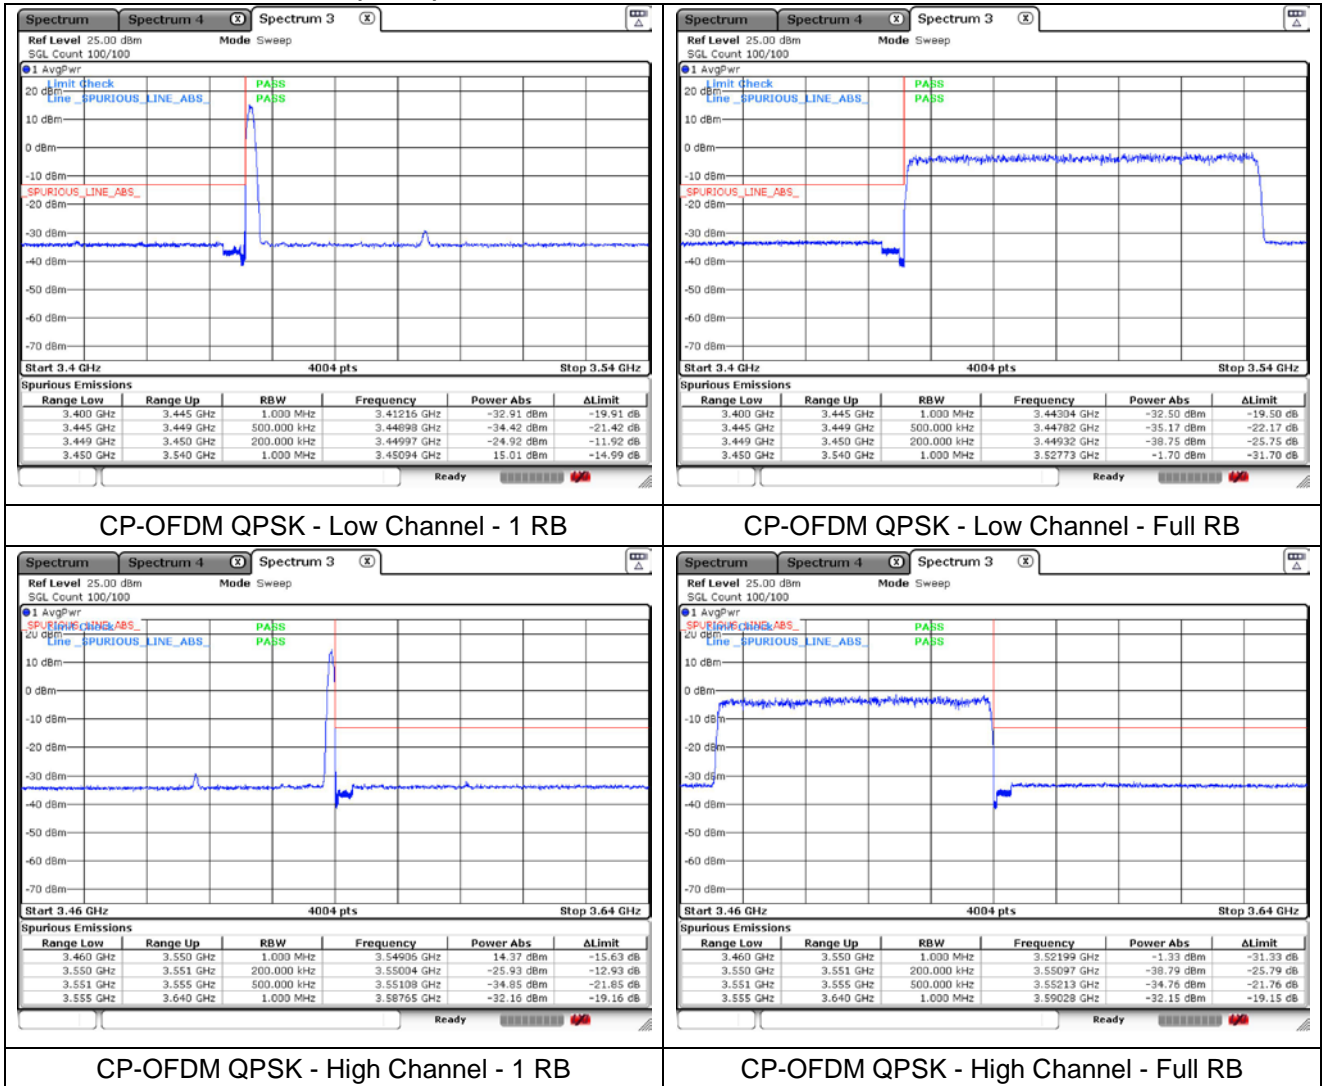 Spectrum Spectrum 4 Spectrum 3
Ref Level 25.00 dBm Mode Sweep
SGL Count 100/100
1 AvgPwr
Limit Check PASS
20 dBm
Line _SPURIOUS_LINE_ABS_ PASS
10 dBm
0 dBm
-10 dBm
_SPURIOUS_LINE_ABS_
-20 dBm
-30 dBm
-40 dBm
-50 dBm
-60 dBm
-70 dBm
Start 3.4 GHz 4004 pts Stop 3.54 GHz
Spurious Emissions
Range Low Range Up RBW Frequency Power Abs ΔLimit
3.400 GHz 3.445 GHz 1.000 MHz 3.41216 GHz -32.91 dBm -19.91 dB
3.445 GHz 3.449 GHz 500.000 kHz 3.44898 GHz -34.42 dBm -21.42 dB
3.449 GHz 3.450 GHz 200.000 kHz 3.44997 GHz -24.92 dBm -11.92 dB
3.450 GHz 3.540 GHz 1.000 MHz 3.45094 GHz 15.01 dBm -14.99 dB
Ready
CP-OFDM QPSK - Low Channel - 1 RB
Spectrum Spectrum 4 Spectrum 3
Ref Level 25.00 dBm Mode Sweep
SGL Count 100/100
1 AvgPwr
Limit Check PASS
20 dBm
Line _SPURIOUS_LINE_ABS_ PASS
10 dBm
0 dBm
-10 dBm
_SPURIOUS_LINE_ABS_
-20 dBm
-30 dBm
-40 dBm
-50 dBm
-60 dBm
-70 dBm
Start 3.4 GHz 4004 pts Stop 3.54 GHz
Spurious Emissions
Range Low Range Up RBW Frequency Power Abs ΔLimit
3.400 GHz 3.445 GHz 1.000 MHz 3.44304 GHz -32.50 dBm -19.50 dB
3.445 GHz 3.449 GHz 500.000 kHz 3.44782 GHz -35.17 dBm -22.17 dB
3.449 GHz 3.450 GHz 200.000 kHz 3.44932 GHz -38.75 dBm -25.75 dB
3.450 GHz 3.540 GHz 1.000 MHz 3.52773 GHz -1.70 dBm -31.70 dB
Ready
CP-OFDM QPSK - Low Channel - Full RB
Spectrum Spectrum 4 Spectrum 3
Ref Level 25.00 dBm Mode Sweep
SGL Count 100/100
1 AvgPwr
_SPURIOUS_LINE_ABS_
Limit Check PASS
20 dBm
Line _SPURIOUS_LINE_ABS_ PASS
10 dBm
0 dBm
-10 dBm
-20 dBm
-30 dBm
-40 dBm
-50 dBm
-60 dBm
-70 dBm
Start 3.46 GHz 4004 pts Stop 3.64 GHz
Spurious Emissions
Range Low Range Up RBW Frequency Power Abs ΔLimit
3.460 GHz 3.550 GHz 1.000 MHz 3.54906 GHz 14.37 dBm -15.63 dB
3.550 GHz 3.551 GHz 200.000 kHz 3.55004 GHz -25.93 dBm -12.93 dB
3.551 GHz 3.555 GHz 500.000 kHz 3.55108 GHz -34.85 dBm -21.85 dB
3.555 GHz 3.640 GHz 1.000 MHz 3.58765 GHz -32.16 dBm -19.16 dB
Ready
CP-OFDM QPSK - High Channel - 1 RB
Spectrum Spectrum 4 Spectrum 3
Ref Level 25.00 dBm Mode Sweep
SGL Count 100/100
1 AvgPwr
_SPURIOUS_LINE_ABS_
Limit Check PASS
20 dBm
Line _SPURIOUS_LINE_ABS_ PASS
10 dBm
0 dBm
-10 dBm
-20 dBm
-30 dBm
-40 dBm
-50 dBm
-60 dBm
-70 dBm
Start 3.46 GHz 4004 pts Stop 3.64 GHz
Spurious Emissions
Range Low Range Up RBW Frequency Power Abs ΔLimit
3.460 GHz 3.550 GHz 1.000 MHz 3.52199 GHz -1.33 dBm -31.33 dB
3.550 GHz 3.551 GHz 200.000 kHz 3.55097 GHz -38.79 dBm -25.79 dB
3.551 GHz 3.555 GHz 500.000 kHz 3.55213 GHz -34.76 dBm -21.76 dB
3.555 GHz 3.640 GHz 1.000 MHz 3.59028 GHz -32.15 dBm -19.15 dB
Ready
CP-OFDM QPSK - High Channel - Full RB